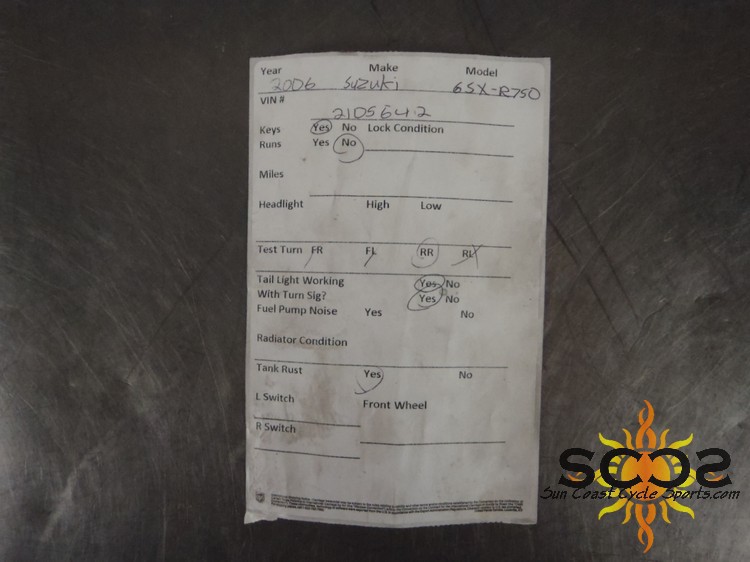 Year Make Model
2006 Suzuki GSX-R750
VIN #
2105642
Keys Yes No Lock Condition
Runs Yes No
Miles
Headlight High Low
Test Turn FR FL RR RL
Tail Light Working Yes No
With Turn Sig? Yes No
Fuel Pump Noise Yes No
Radiator Condition
Tank Rust Yes No
L Switch Front Wheel
R Switch
SCCS
Sun Coast Cycle Sports.com